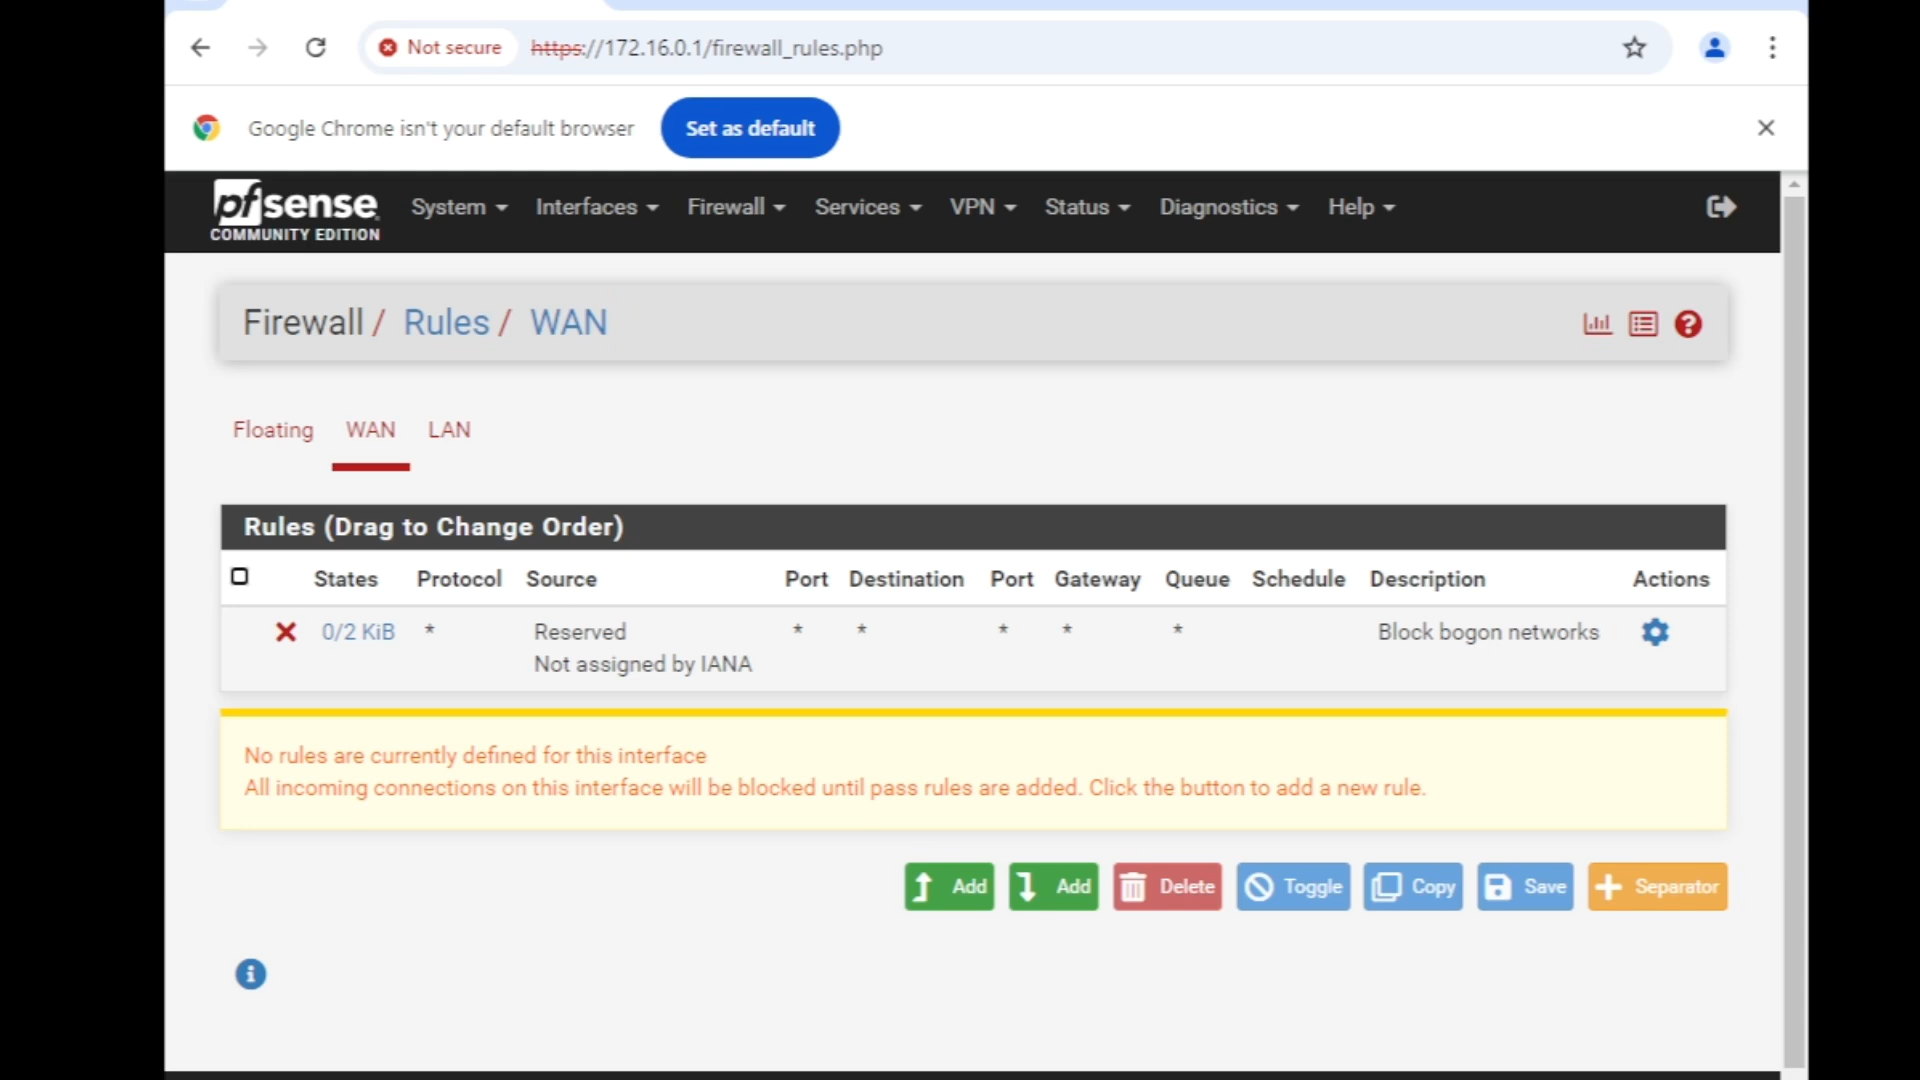 Not secure https://172.16.0.1/firewall_rules.php
Google Chrome isn't your default browser Set as default
pfsense COMMUNITY EDITION System Interfaces Firewall Services VPN Status Diagnostics Help
Firewall / Rules / WAN
Floating WAN LAN
Rules (Drag to Change Order)
States Protocol Source Port Destination Port Gateway Queue Schedule Description Actions
0/2 KiB * Reserved * * * * * Block bogon networks
Not assigned by IANA
No rules are currently defined for this interface
All incoming connections on this interface will be blocked until pass rules are added. Click the button to add a new rule.
Add Add Delete Toggle Copy Save Separator